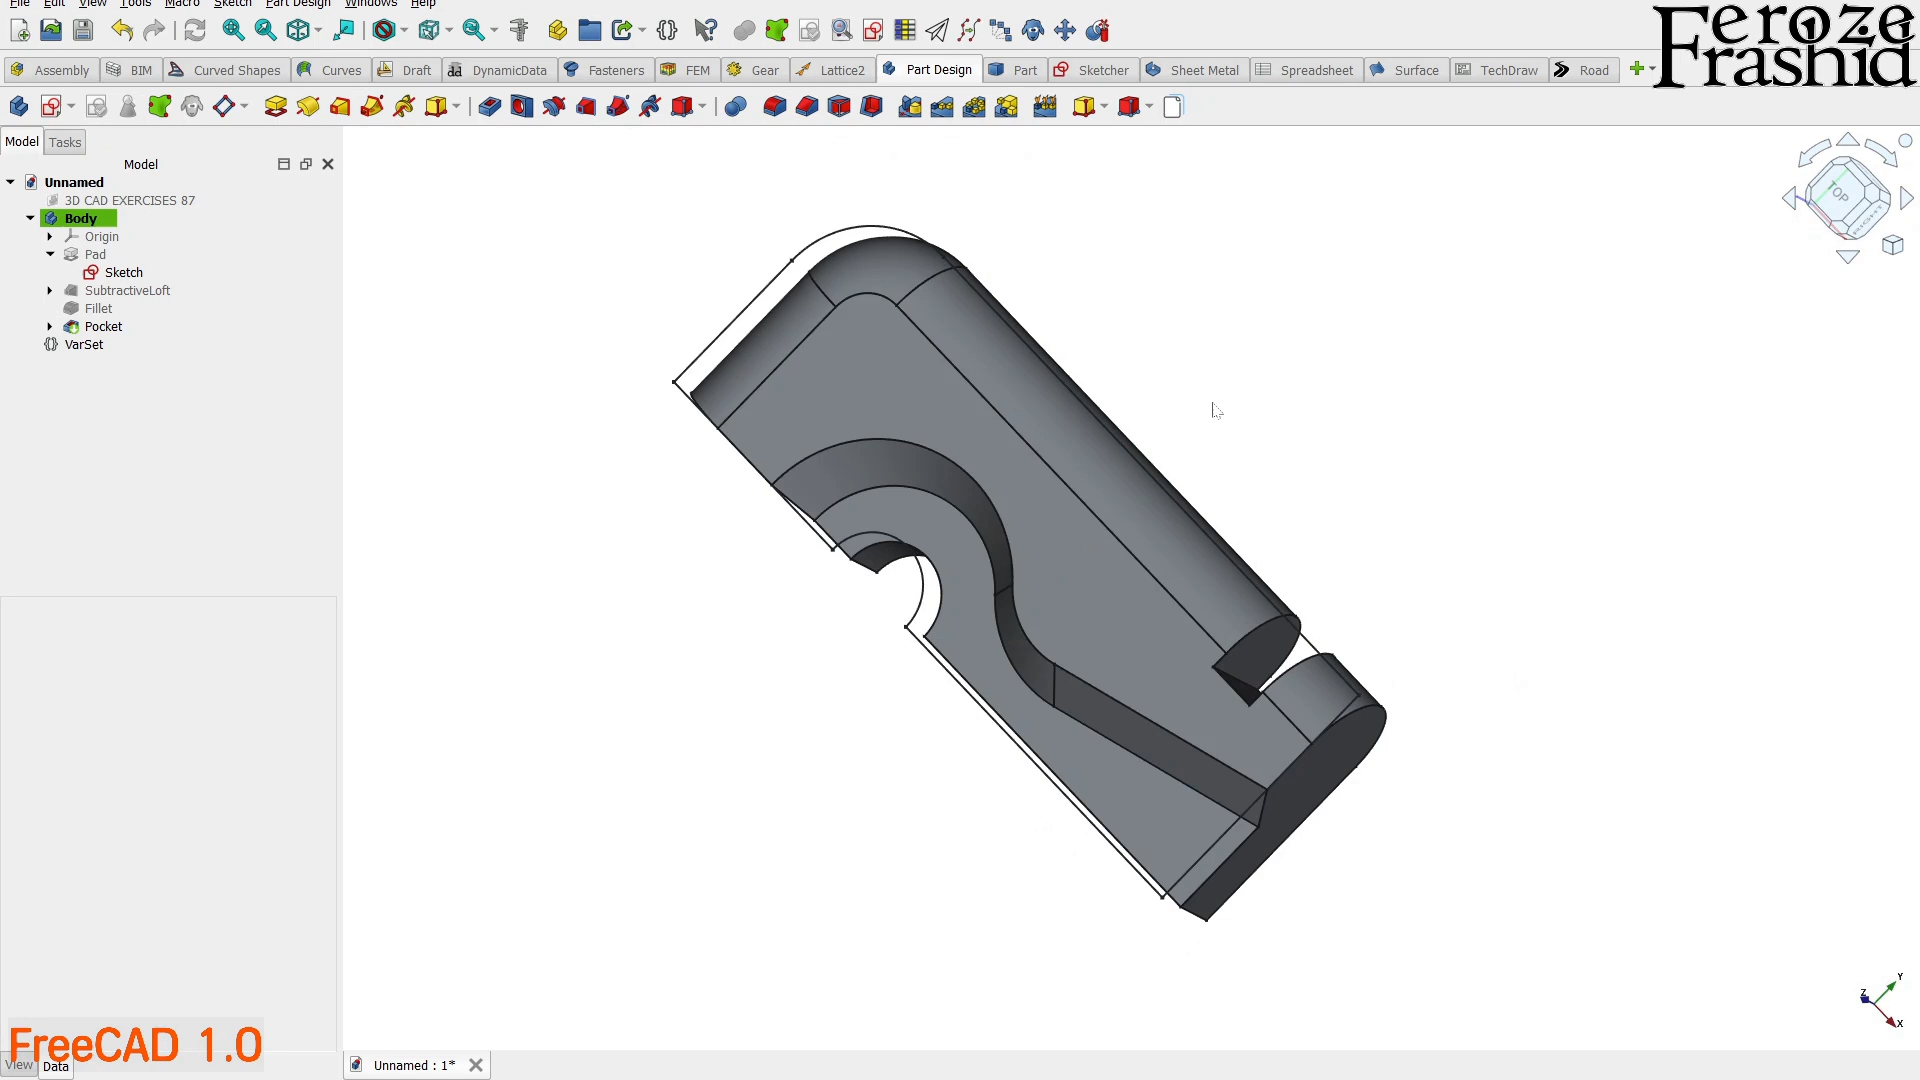 File Edit View Tools Macro Sketch Part Design Windows Help
Feroze
Frashid
Assembly BIM Curved Shapes Curves Draft DynamicData Fasteners FEM Gear Lattice2 Part Design Part Sketcher Sheet Metal Spreadsheet Surface TechDraw Road
Model Tasks
Model
Unnamed
3D CAD EXERCISES 87
Body
Origin
Pad
Sketch
SubtractiveLoft
Fillet
Pocket
VarSet
TOP
RIGHT
Y
Z
X
FreeCAD 1.0
View Data
Unnamed : 1*